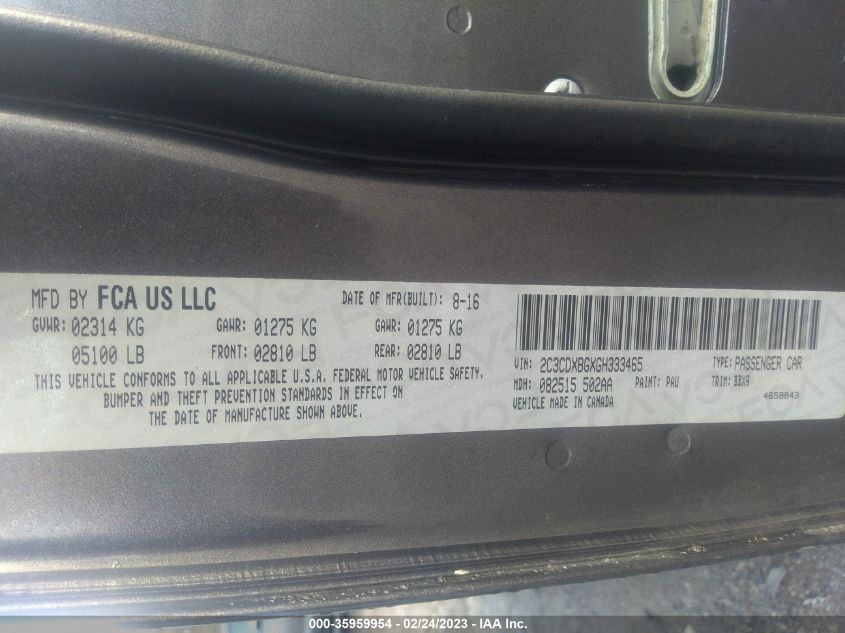 MFD BY FCA US LLC DATE OF MFR(BUILT): 8-16
GVWR: 02314 KG GAWR: 01275 KG GAWR: 01275 KG
05100 LB FRONT: 02810 LB REAR: 02810 LB
THIS VEHICLE CONFORMS TO ALL APPLICABLE U.S.A. FEDERAL MOTOR VEHICLE SAFETY,
BUMPER AND THEFT PREVENTION STANDARDS IN EFFECT ON
THE DATE OF MANUFACTURE SHOWN ABOVE.
VIN: 2C3CDXBGXGH333465 TYPE: PASSENGER CAR
MDH: 082515 502AA PAINT: PAU TRIM: BBX9
VEHICLE MADE IN CANADA 4658843
000-35959954 - 02/24/2023 - IAA Inc.